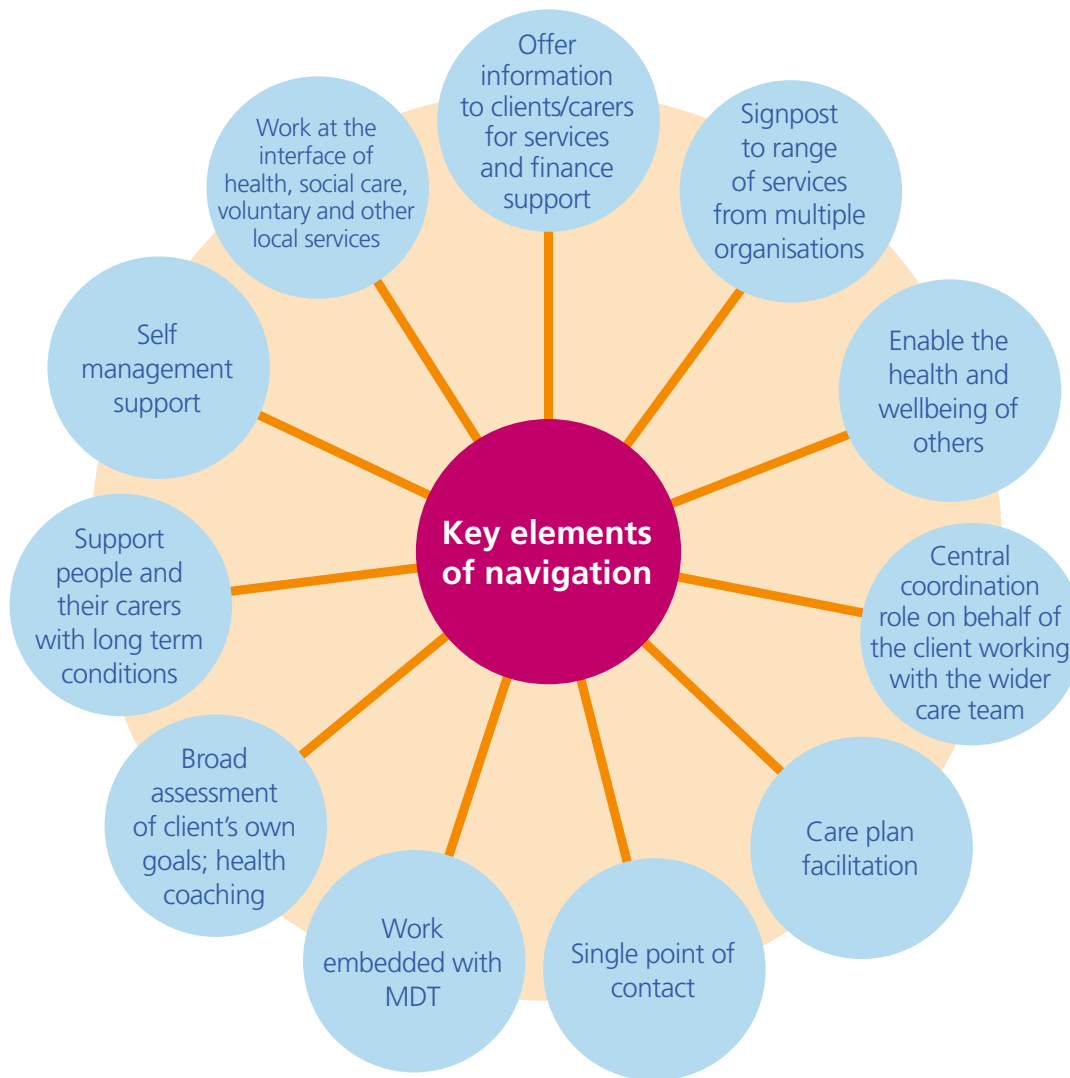 Offer
information
to clients/carers
for services
and finance
support
Signpost
to range
of services
from multiple
organisations
Enable the
health and
wellbeing of
others
Central
coordination
role on behalf of
the client working
with the wider
care team
Care plan
facilitation
Single point of
contact
Work
embedded with
MDT
Broad
assessment
of client’s own
goals; health
coaching
Support
people and
their carers
with long term
conditions
Self
management
support
Work at the
interface of
health, social care,
voluntary and other
local services
Key elements
of navigation